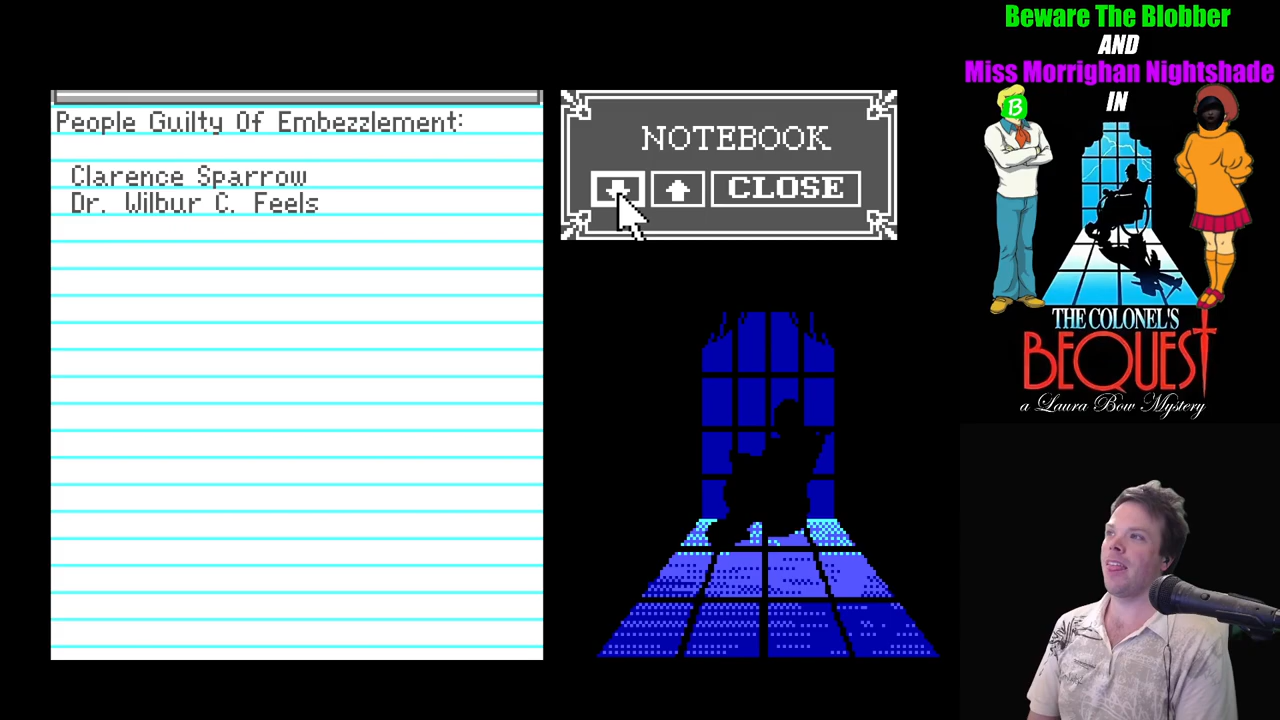 People Guilty Of Embezzlement:
Clarence Sparrow
Dr. Wilbur C. Feels
NOTEBOOK
CLOSE
Beware The Blobber
AND
Miss Morrighan Nightshade
IN
B
THE COLONEL'S
BEQUEST
a Laura Bow Mystery